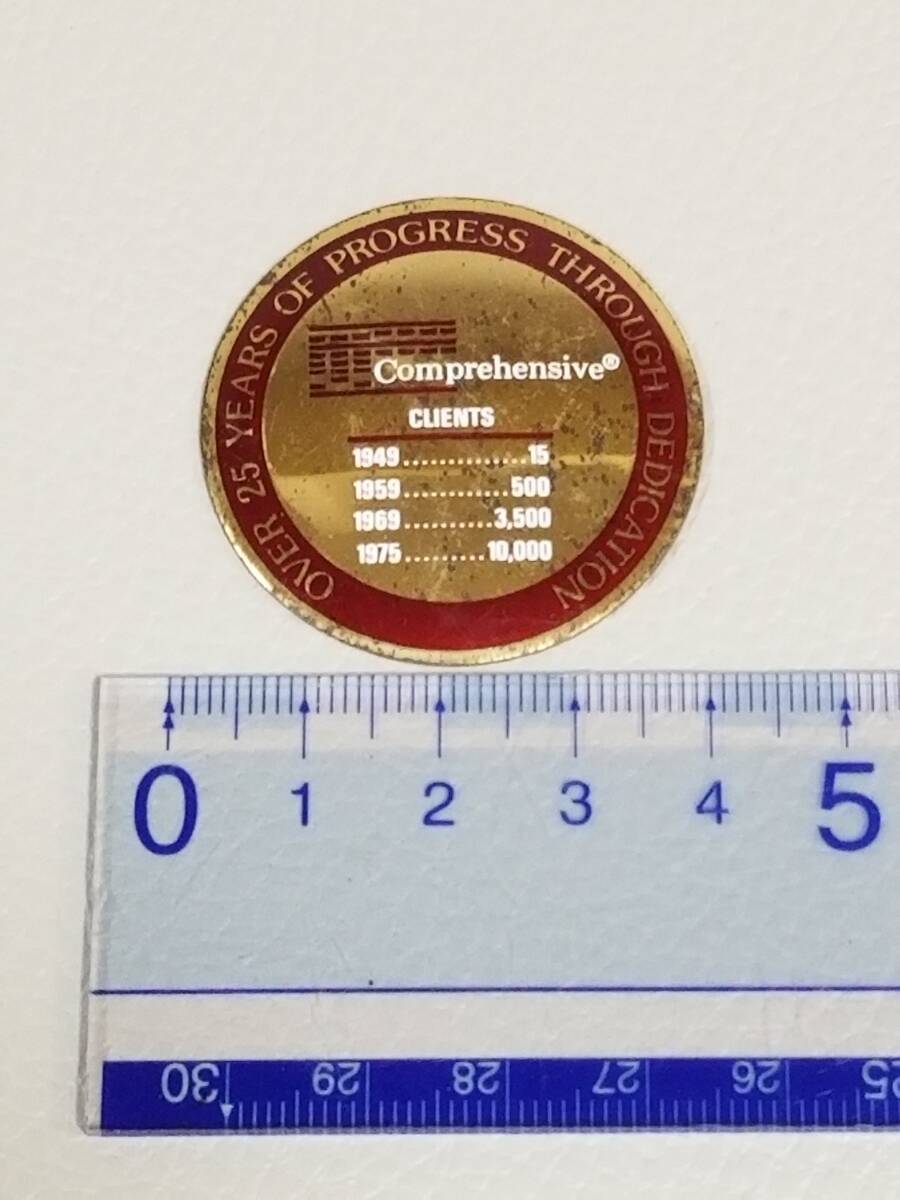 OVER 25 YEARS OF PROGRESS THROUGH DEDICATION
Comprehensive®
CLIENTS
1949..............15
1959............500
1969..........3,500
1975.........10,000
0 1 2 3 4 5
30 29 28 27 26 25